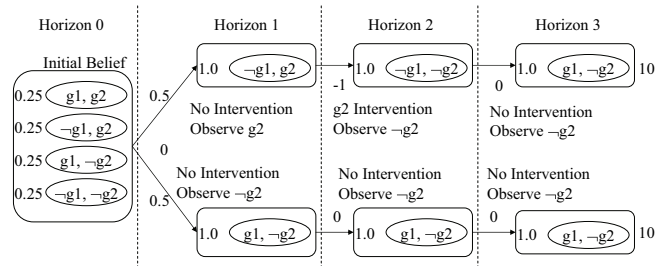 Horizon 0
Horizon 1
Horizon 2
Horizon 3
Initial Belief
0.25
g1, g2
0.25
¬g1, g2
0.25
g1, ¬g2
0.25
¬g1, ¬g2
0.5
0
0.5
1.0
¬g1, g2
-1
1.0
¬g1, ¬g2
0
1.0
g1, ¬g2
10
No Intervention
Observe g2
g2 Intervention
Observe ¬g2
No Intervention
Observe ¬g2
No Intervention
Observe ¬g2
No Intervention
Observe ¬g2
No Intervention
Observe ¬g2
1.0
g1, ¬g2
0
1.0
g1, ¬g2
0
1.0
g1, ¬g2
10